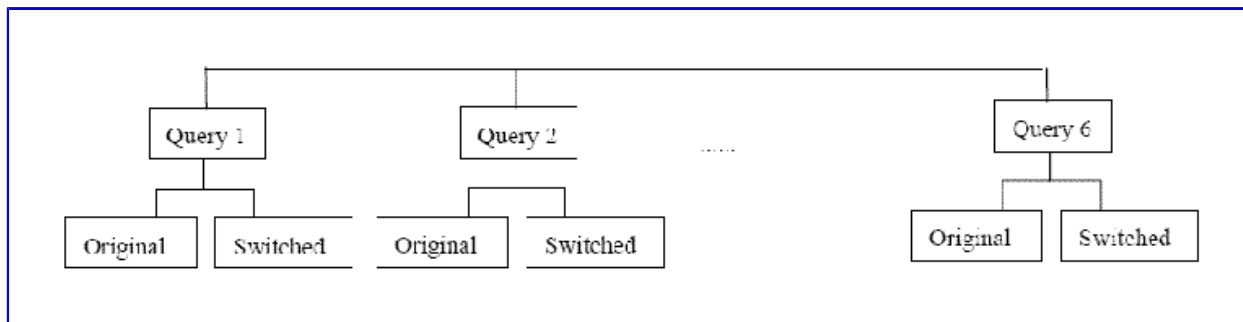 Query 1
Query 2
......
Query 6
Original
Switched
Original
Switched
Original
Switched